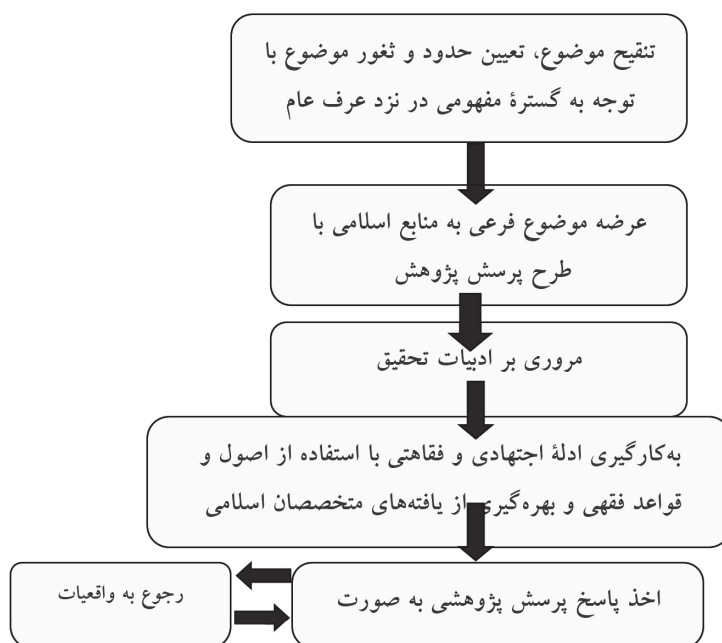 تنقیح موضوع، تعیین حدود و ثغور موضوع با
توجه به گسترۀ مفهومی در نزد عرف عام
عرضه موضوع فرعی به منابع اسلامی با
طرح پرسش پژوهش
مروری بر ادبیات تحقیق
به‌کارگیری ادلۀ اجتهادی و فقاهتی با استفاده از اصول و
قواعد فقهی و بهره‌گیری از یافته‌های متخصصان اسلامی
اخذ پاسخ پرسش پژوهشی به صورت
رجوع به واقعیات